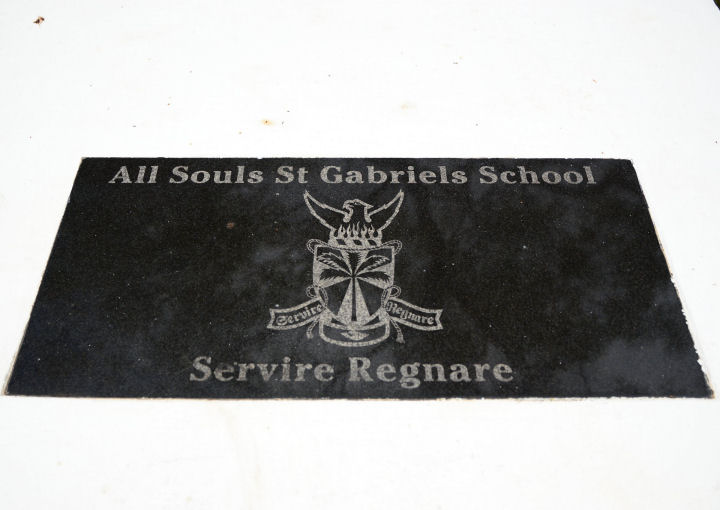 All Souls St Gabriels School
Servire Regnare
Servire Regnare